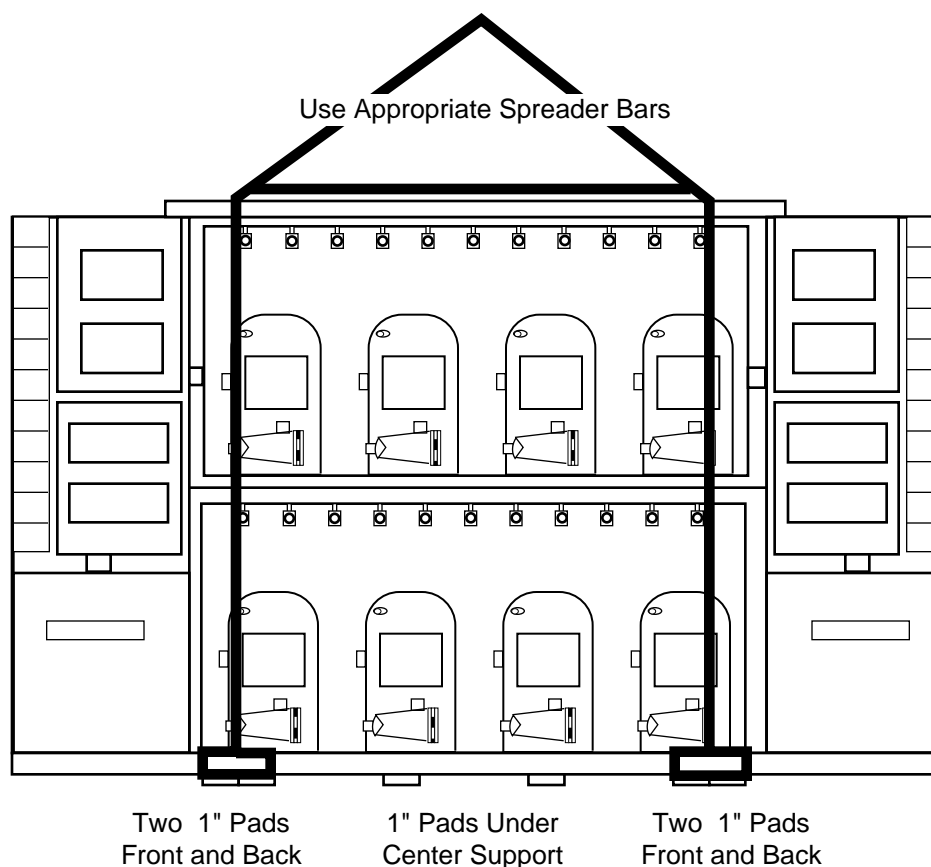 Use Appropriate Spreader Bars
Two 1" Pads
Front and Back
1" Pads Under
Center Support
Two 1" Pads
Front and Back